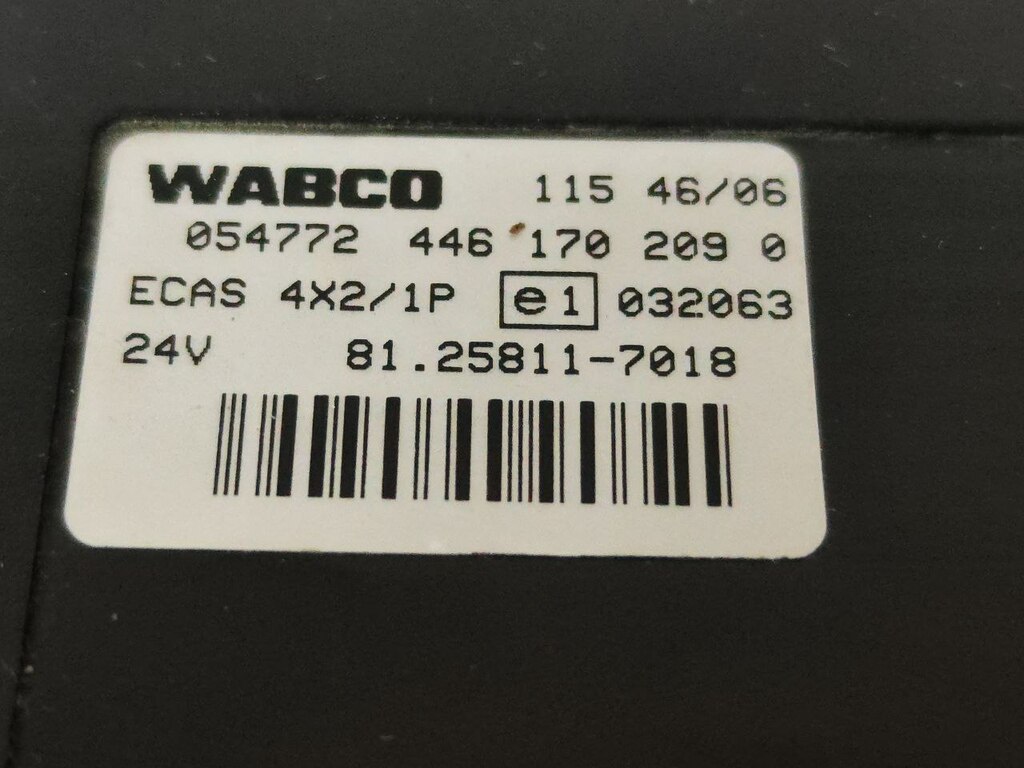 WABCO 115 46/06
054772 446 170 209 0
ECAS 4X2/1P e1 032063
24V 81.25811-7018